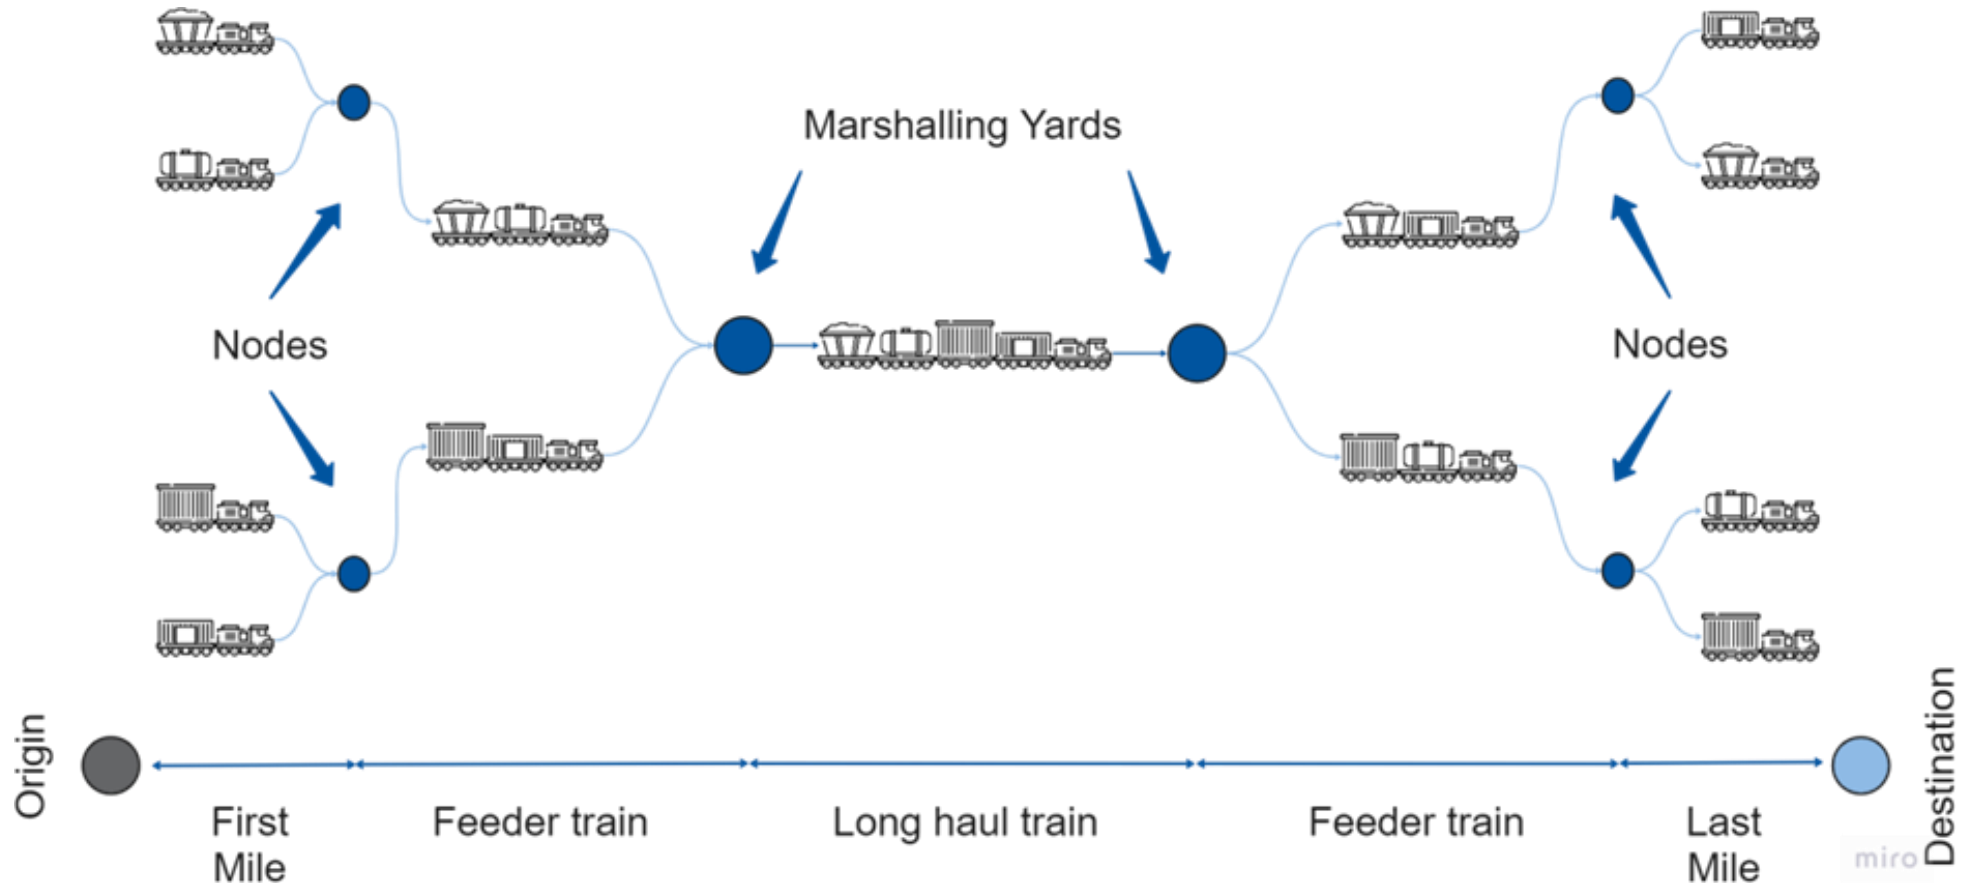 Marshalling Yards
Nodes
Nodes
Origin
Destination
First
Mile
Feeder train
Long haul train
Feeder train
Last
Mile
miro